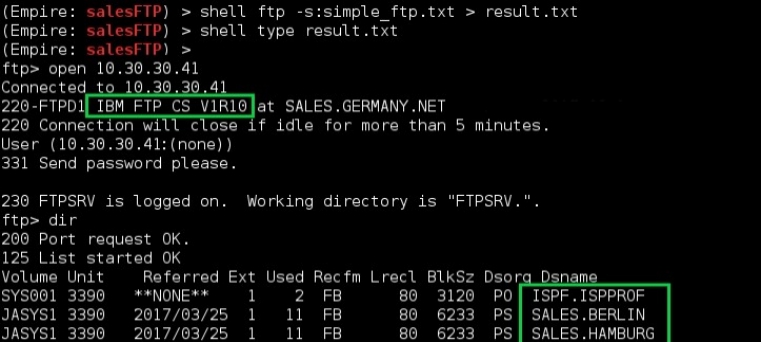 (Empire: salesFTP) > shell ftp -s:simple_ftp.txt > result.txt
(Empire: salesFTP) > shell type result.txt
(Empire: salesFTP) >
ftp> open 10.30.30.41
Connected to 10.30.30.41
220-FTPD1 IBM FTP CS V1R10 at SALES.GERMANY.NET
220 Connection will close if idle for more than 5 minutes.
User (10.30.30.41:(none))
331 Send password please.
230 FTPSRV is logged on.  Working directory is "FTPSRV.".
ftp> dir
200 Port request OK.
125 List started OK
Volume Unit    Referred Ext Used Recfm Lrecl BlkSz Dsorg Dsname
SYS001 3390   **NONE**    1    2  FB      80  3120  PO  ISPF.ISPPROF
JASYS1 3390   2017/03/25  1   11  FB      80  6233  PS  SALES.BERLIN
JASYS1 3390   2017/03/25  1   11  FB      80  6233  PS  SALES.HAMBURG